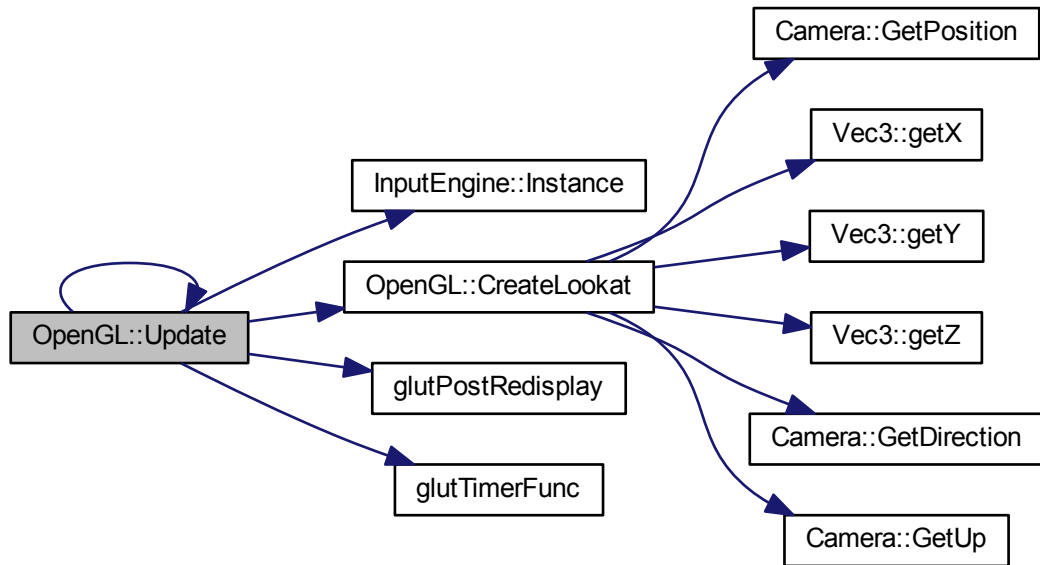 Camera::GetPosition
Vec3::getX
InputEngine::Instance
Vec3::getY
OpenGL::CreateLookat
OpenGL::Update
Vec3::getZ
glutPostRedisplay
Camera::GetDirection
glutTimerFunc
Camera::GetUp